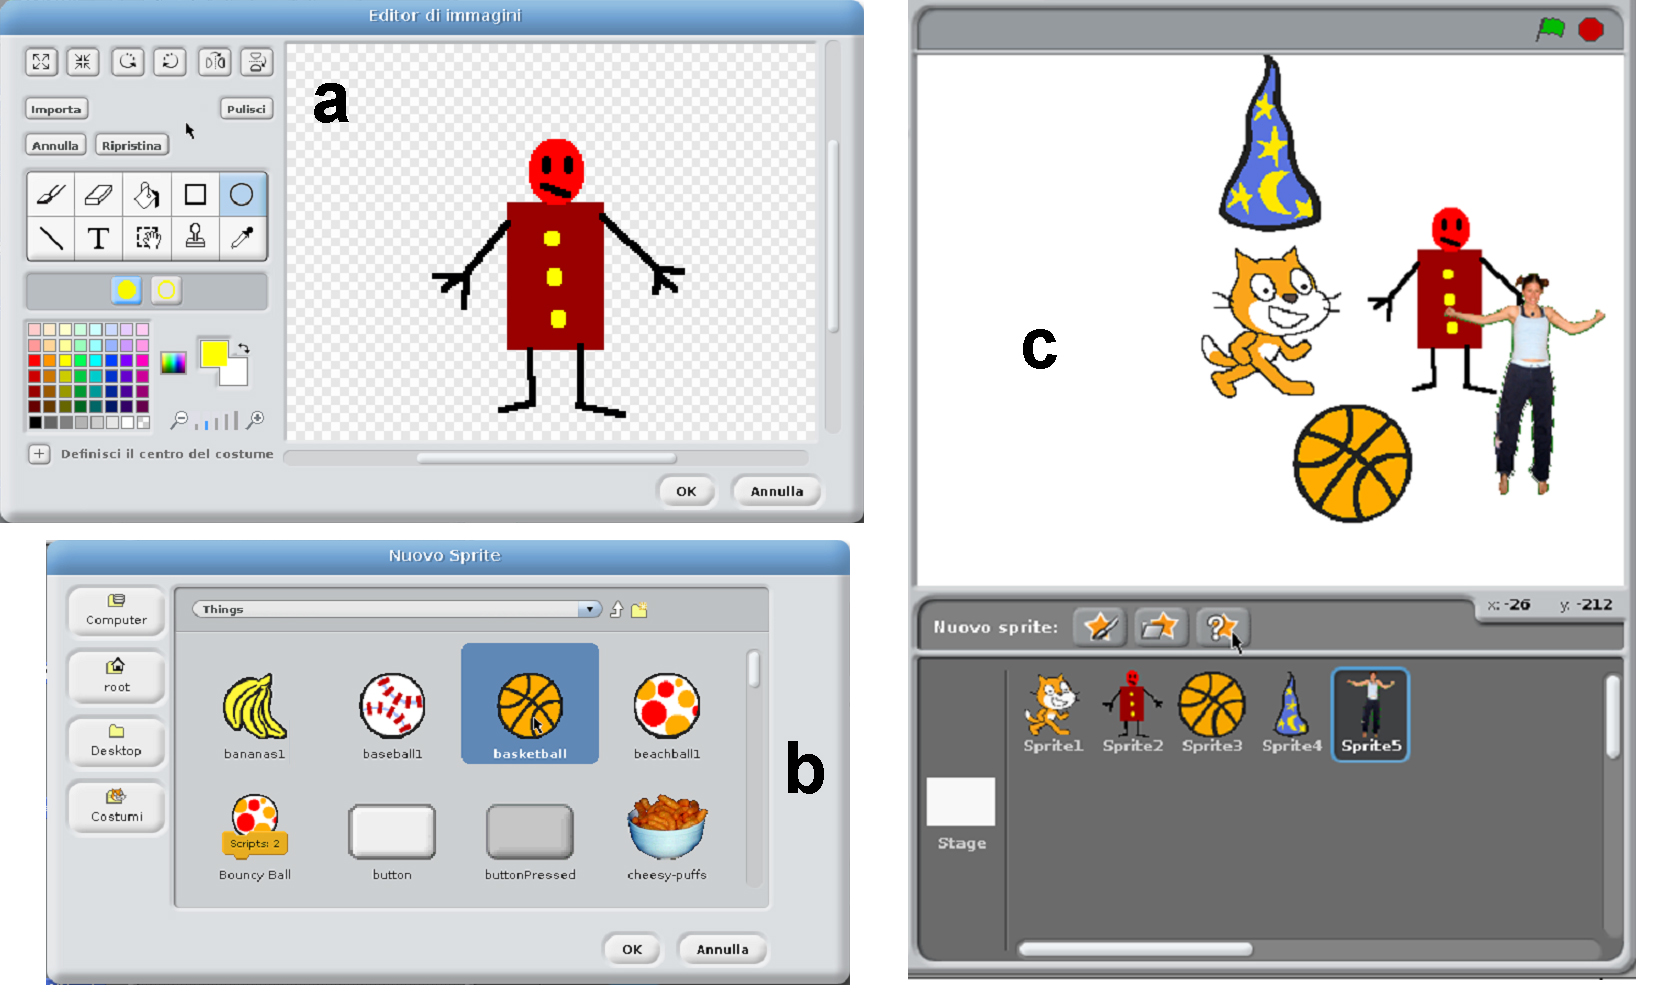 Editor di immagini
a
Importa
Pulisci
Annulla
Ripristina
T
Definisci il centro del costume
OK
Annulla
Nuovo Sprite
Computer
root
Desktop
Costumi
Things
bananas1
baseball1
basketball
beachball1
Scripts: 2
Bouncy Ball
button
buttonPressed
cheesy-puffs
b
OK
Annulla
c
x: -26 y: -212
Nuovo sprite:
Sprite1
Sprite2
Sprite3
Sprite4
Sprite5
Stage